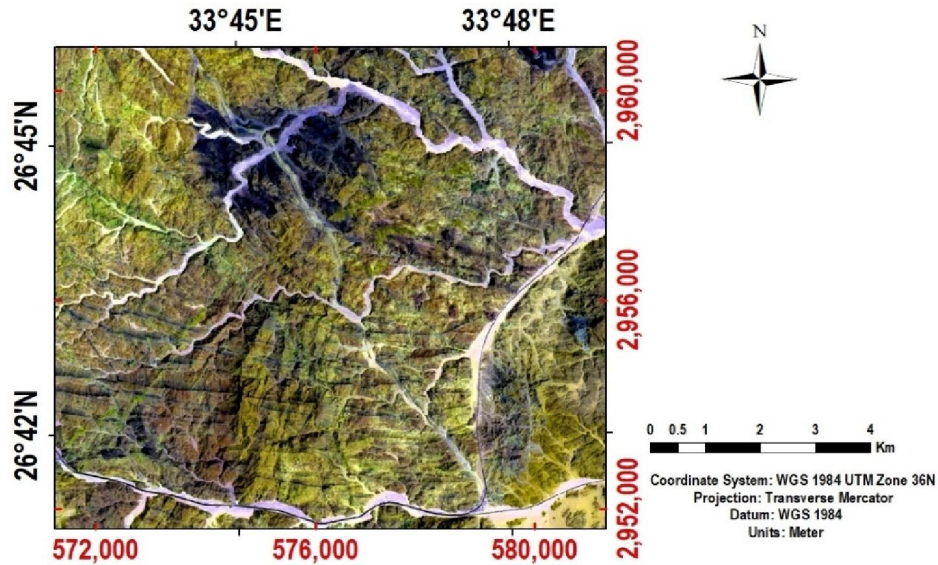 33°45'E 33°48'E
N
2,960,000
26°45'N
2,956,000
26°42'N
0 0.5 1 2 3 4
Km
Coordinate System: WGS 1984 UTM Zone 36N
Projection: Transverse Mercator
Datum: WGS 1984
Units: Meter
2,952,000
572,000 576,000 580,000